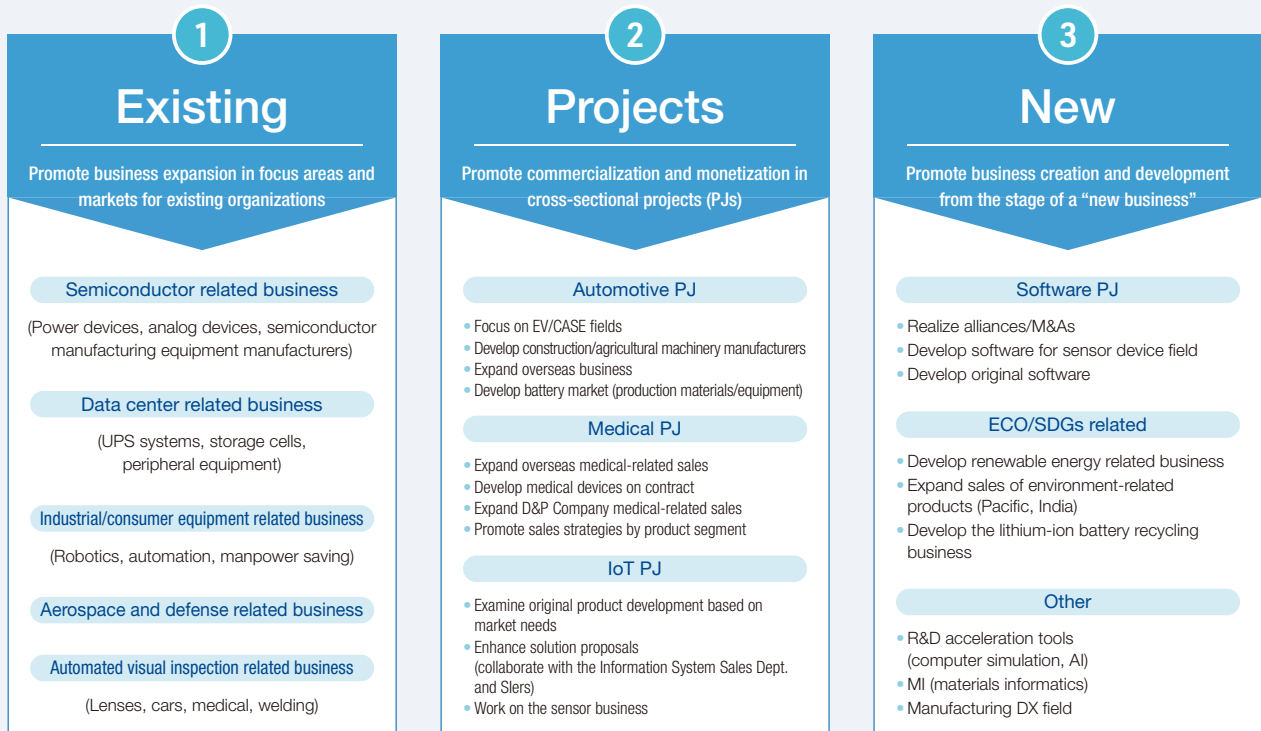 1
Existing
Promote business expansion in focus areas and
markets for existing organizations
Semiconductor related business
(Power devices, analog devices, semiconductor
manufacturing equipment manufacturers)
Data center related business
(UPS systems, storage cells,
peripheral equipment)
Industrial/consumer equipment related business
(Robotics, automation, manpower saving)
Aerospace and defense related business
Automated visual inspection related business
(Lenses, cars, medical, welding)
2
Projects
Promote commercialization and monetization in
cross-sectional projects (PJs)
Automotive PJ
• Focus on EV/CASE fields
• Develop construction/agricultural machinery manufacturers
• Expand overseas business
• Develop battery market (production materials/equipment)
Medical PJ
• Expand overseas medical-related sales
• Develop medical devices on contract
• Expand D&P Company medical-related sales
• Promote sales strategies by product segment
IoT PJ
• Examine original product development based on
market needs
• Enhance solution proposals
(collaborate with the Information System Sales Dept.
and SIers)
• Work on the sensor business
3
New
Promote business creation and development
from the stage of a “new business”
Software PJ
• Realize alliances/M&As
• Develop software for sensor device field
• Develop original software
ECO/SDGs related
• Develop renewable energy related business
• Expand sales of environment-related
products (Pacific, India)
• Develop the lithium-ion battery recycling
business
Other
• R&D acceleration tools
(computer simulation, AI)
• MI (materials informatics)
• Manufacturing DX field